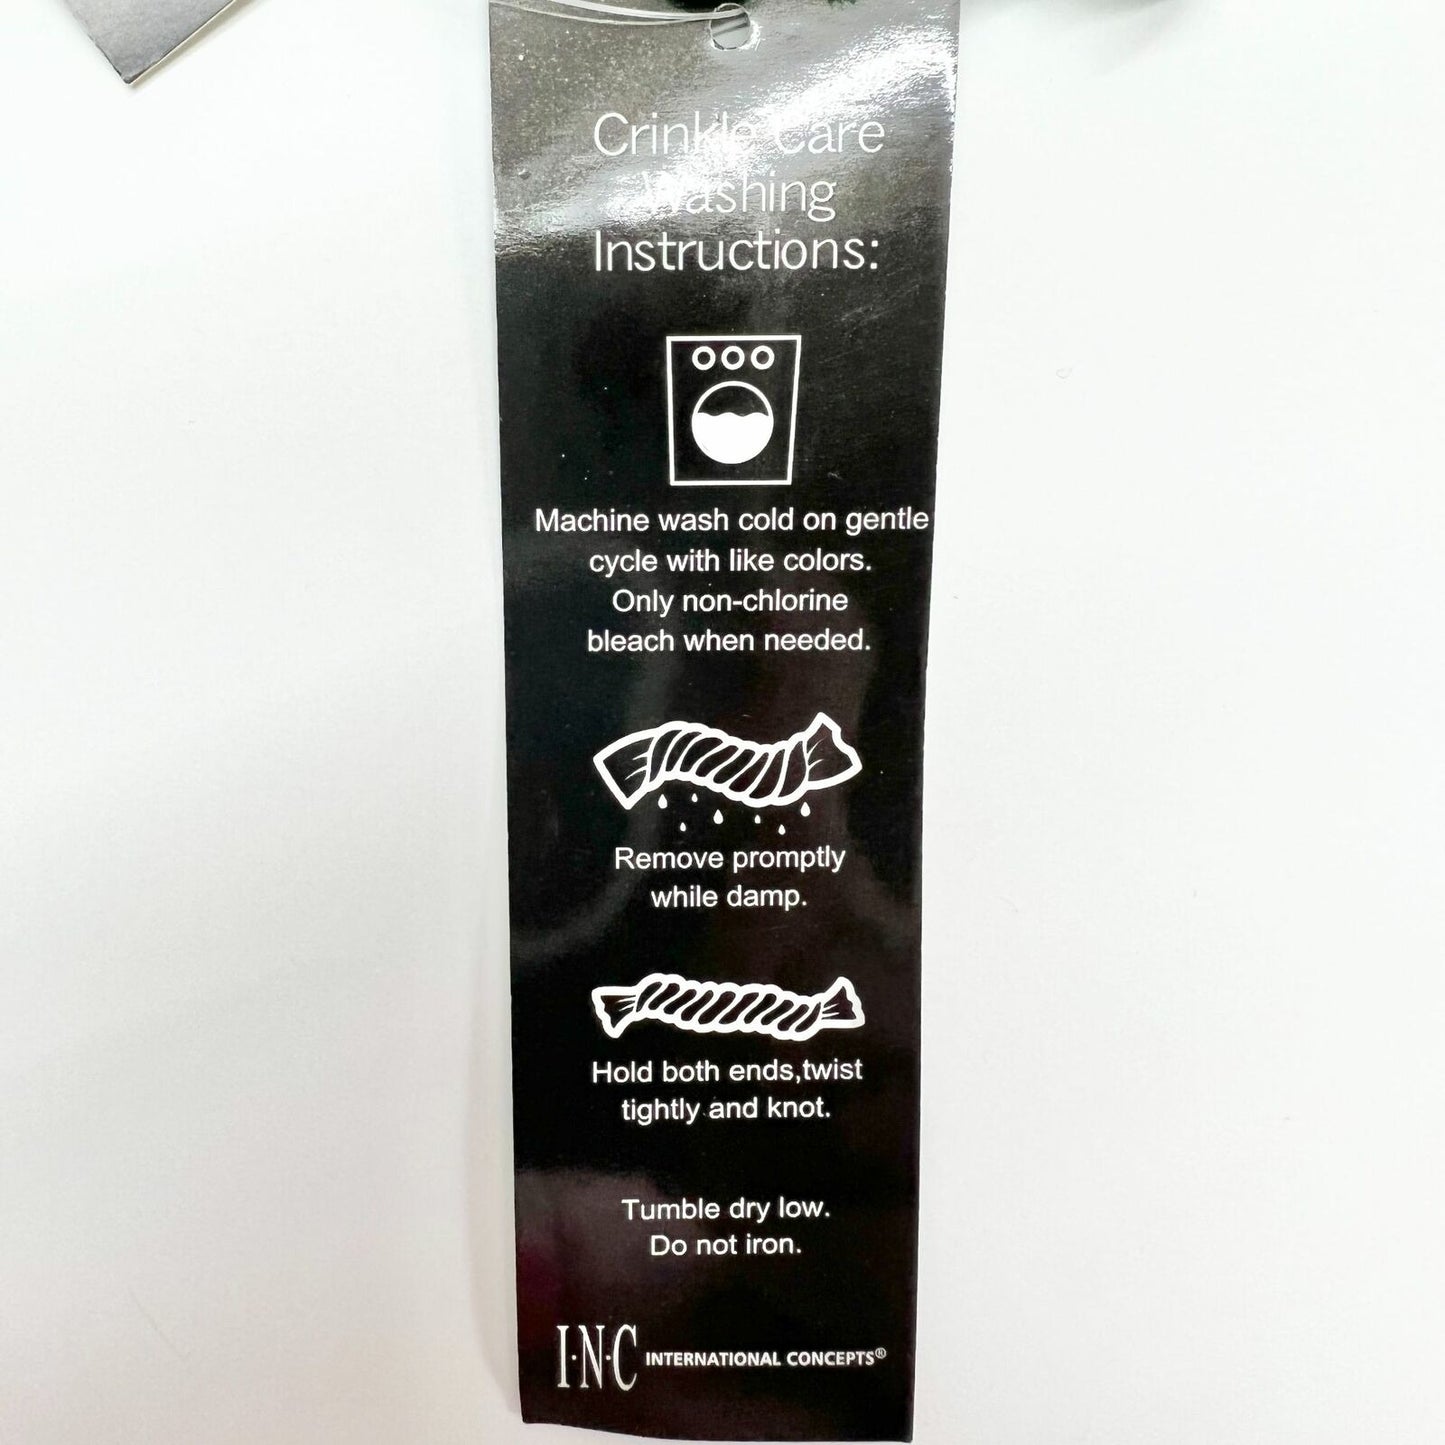 Crinkle Care
Washing
Instructions:
Machine wash cold on gentle
cycle with like colors.
Only non-chlorine
bleach when needed.
Remove promptly
while damp.
Hold both ends,twist
tightly and knot.
Tumble dry low.
Do not iron.
I·N·C INTERNATIONAL CONCEPTS®